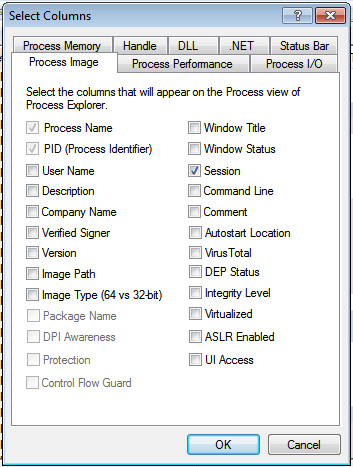 Select Columns
?
Process Memory
Handle
DLL
.NET
Status Bar
Process Image
Process Performance
Process I/O
Select the columns that will appear on the Process view of
Process Explorer.
Process Name
PID (Process Identifier)
User Name
Description
Company Name
Verified Signer
Version
Image Path
Image Type (64 vs 32-bit)
Package Name
DPI Awareness
Protection
Control Flow Guard
Window Title
Window Status
Session
Command Line
Comment
Autostart Location
VirusTotal
DEP Status
Integrity Level
Virtualized
ASLR Enabled
UI Access
OK
Cancel